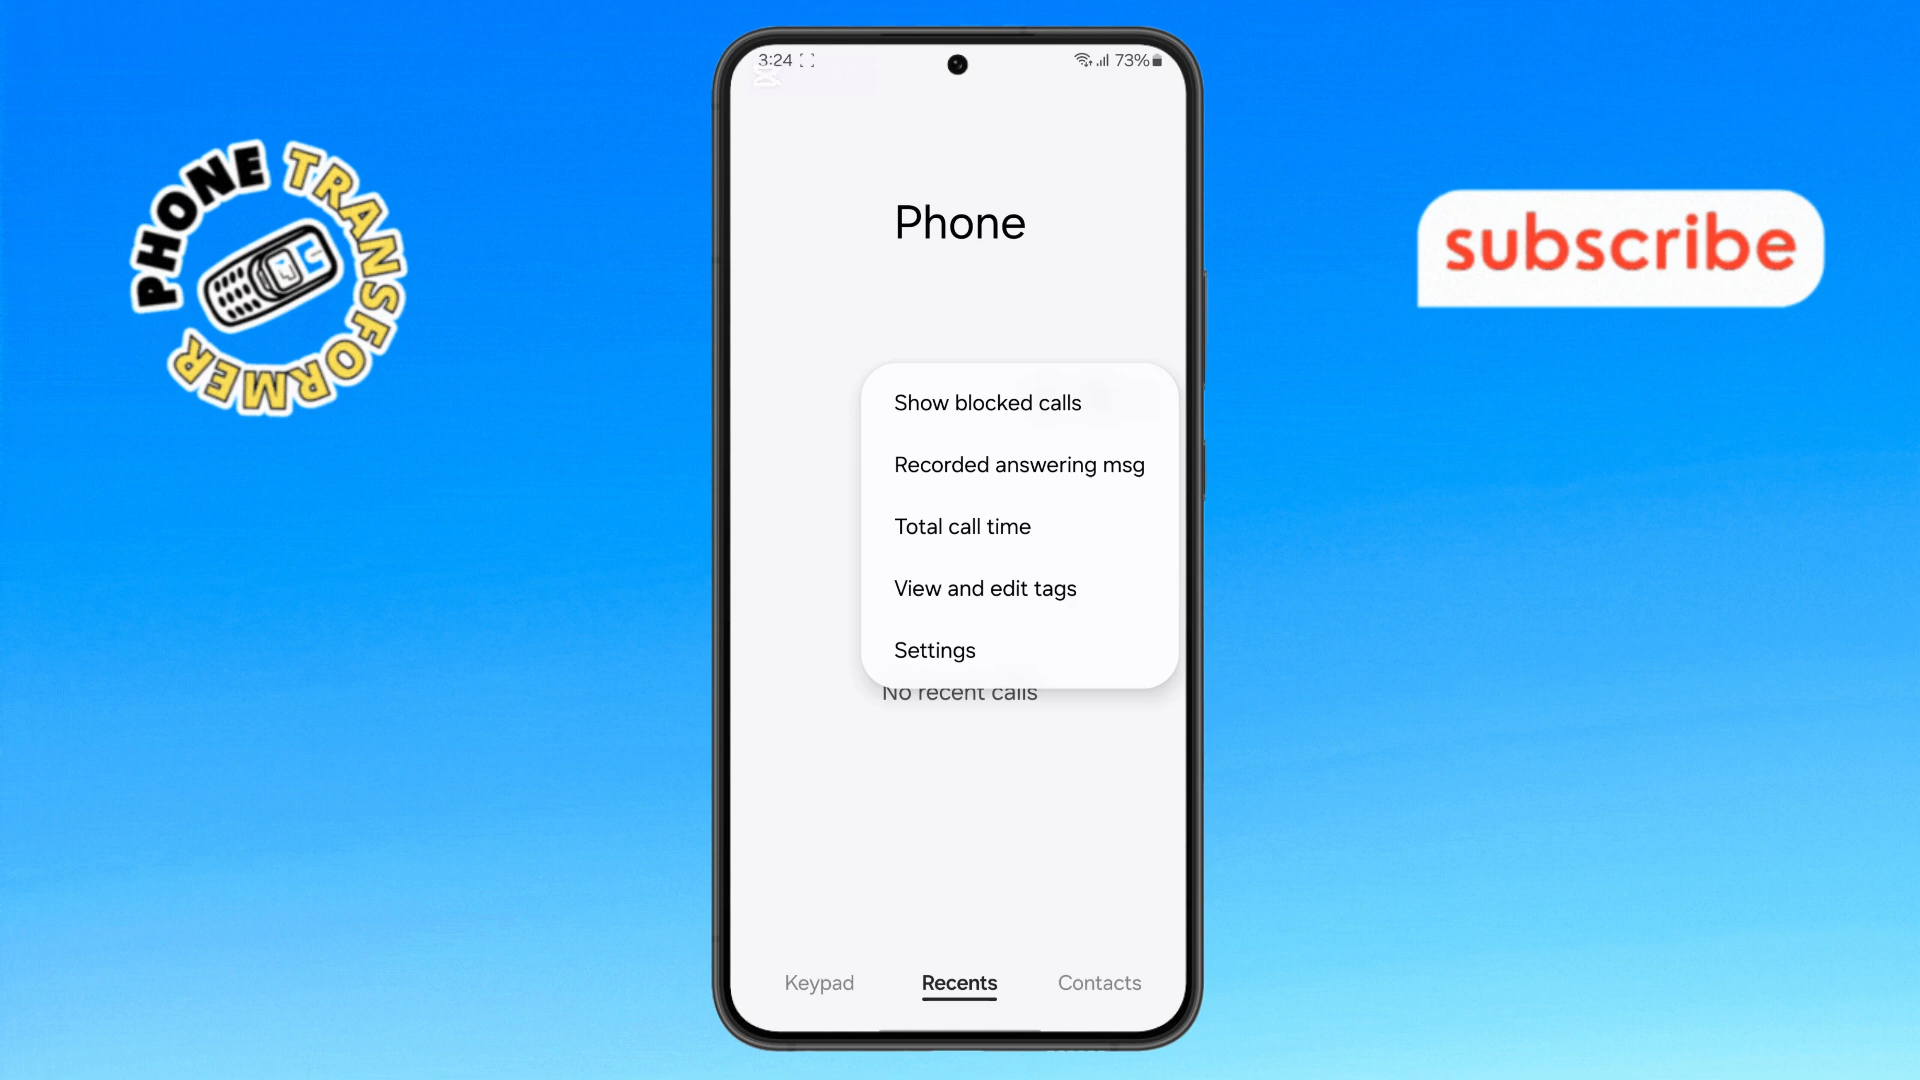 PHONE TRANSFORMER
subscribe
3:24
73%
Phone
Show blocked calls
Recorded answering msg
Total call time
View and edit tags
Settings
No recent calls
Keypad
Recents
Contacts